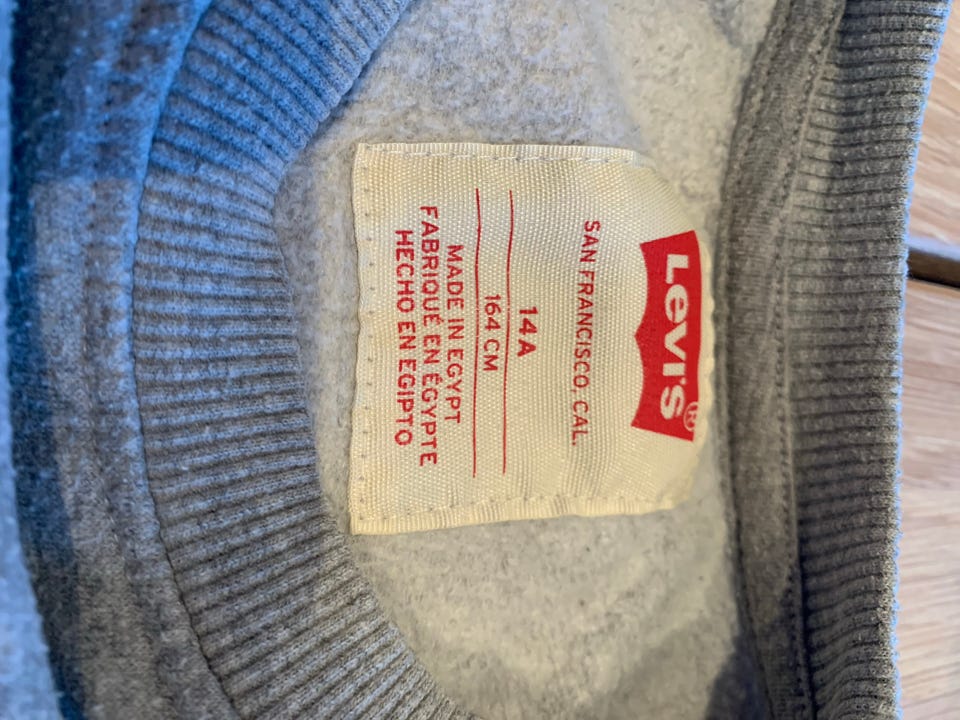 LEVI'S®
SAN FRANCISCO, CAL.
14A
164 CM
MADE IN EGYPT
FABRIQUÉ EN ÉGYPTE
HECHO EN EGIPTO